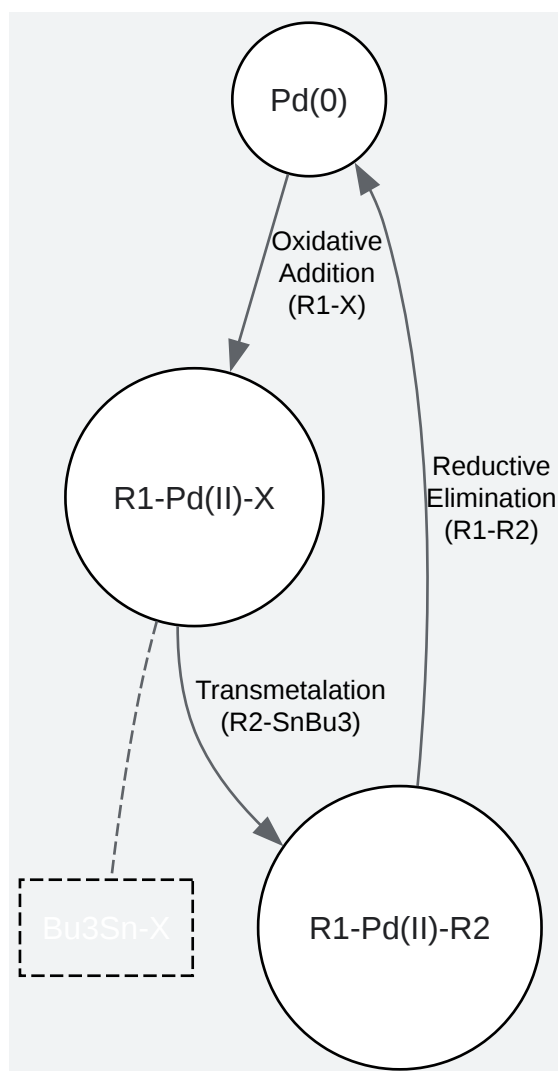 Pd(0)
Oxidative
Addition
(R1-X)
R1-Pd(II)-X
Reductive
Elimination
(R1-R2)
Transmetalation
(R2-SnBu3)
Bu3Sn-X
R1-Pd(II)-R2